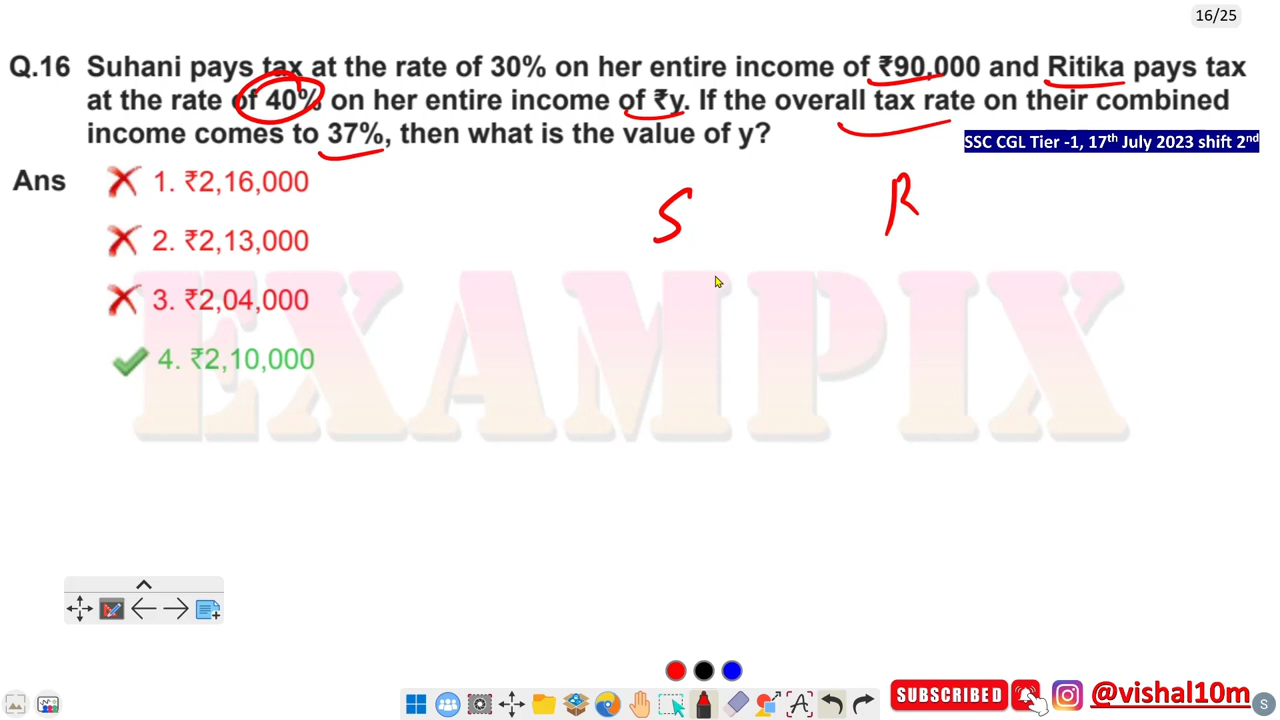 16/25
Q.16 Suhani pays tax at the rate of 30% on her entire income of ₹90,000 and Ritika pays tax
at the rate of 40% on her entire income of ₹y. If the overall tax rate on their combined
income comes to 37%, then what is the value of y?
SSC CGL Tier -1, 17th July 2023 shift 2nd
Ans 1. ₹2,16,000
2. ₹2,13,000
3. ₹2,04,000
4. ₹2,10,000
S R
EXAMPIX
SUBSCRIBED @vishal10m
S